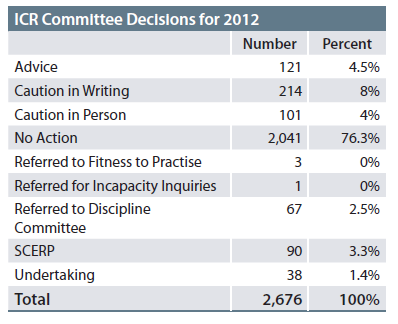 ICR Committee Decisions for 2012
Number Percent
Advice 121 4.5%
Caution in Writing 214 8%
Caution in Person 101 4%
No Action 2,041 76.3%
Referred to Fitness to Practise 3 0%
Referred for Incapacity Inquiries 1 0%
Referred to Discipline 67 2.5%
Committee
SCERP 90 3.3%
Undertaking 38 1.4%
Total 2,676 100%